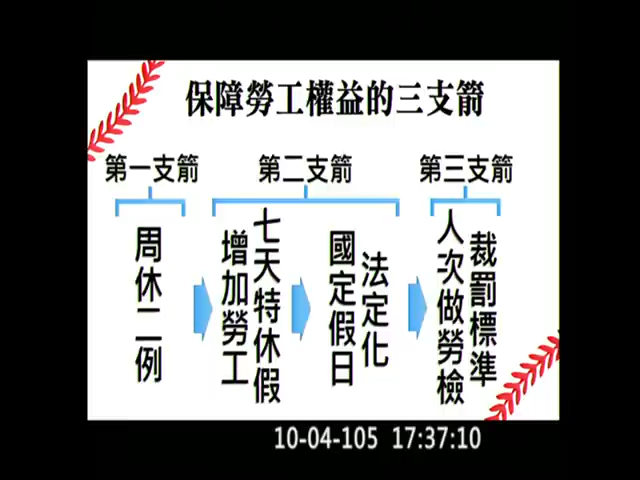 保障勞工權益的三支箭
第一支箭
第二支箭
第三支箭
周休二例
增加勞工
七天特休假
國定假日
法定化
人次做勞檢
裁罰標準
10-04-105 17:37:10